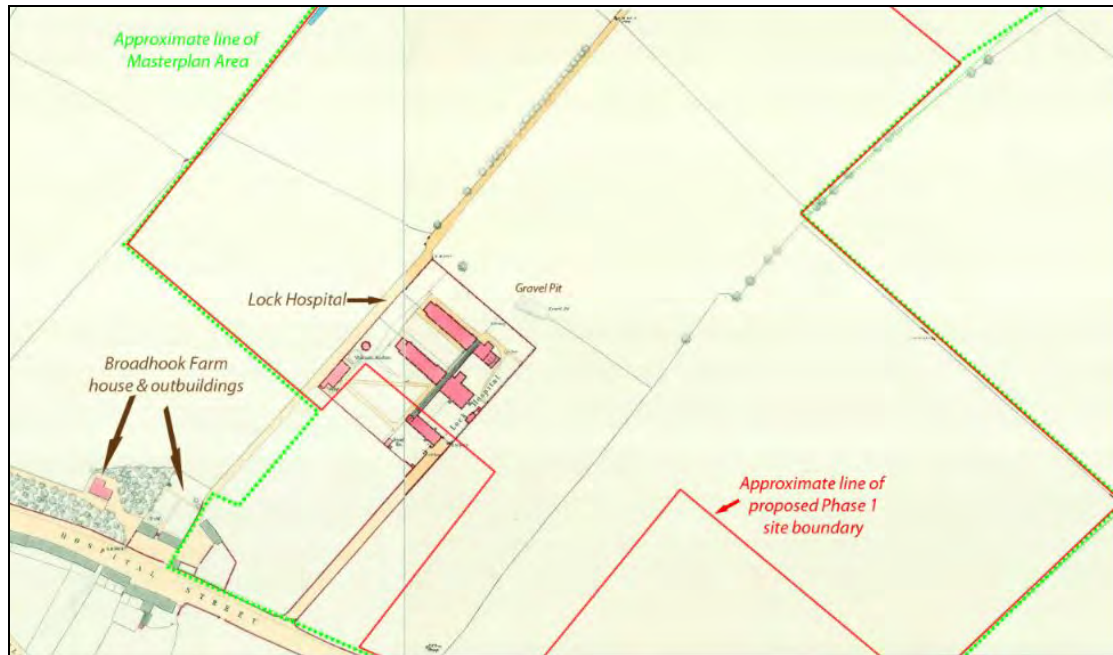 Approximate line of
Masterplan Area
Lock Hospital
Gravel Pit
Broadhook Farm
house & outbuildings
Lock Hospital
Approximate line of
proposed Phase 1
site boundary
HOSPITAL STREET